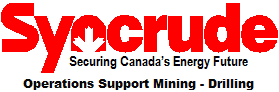 Syncrude
Securing Canada's Energy Future
Operations Support Mining - Drilling